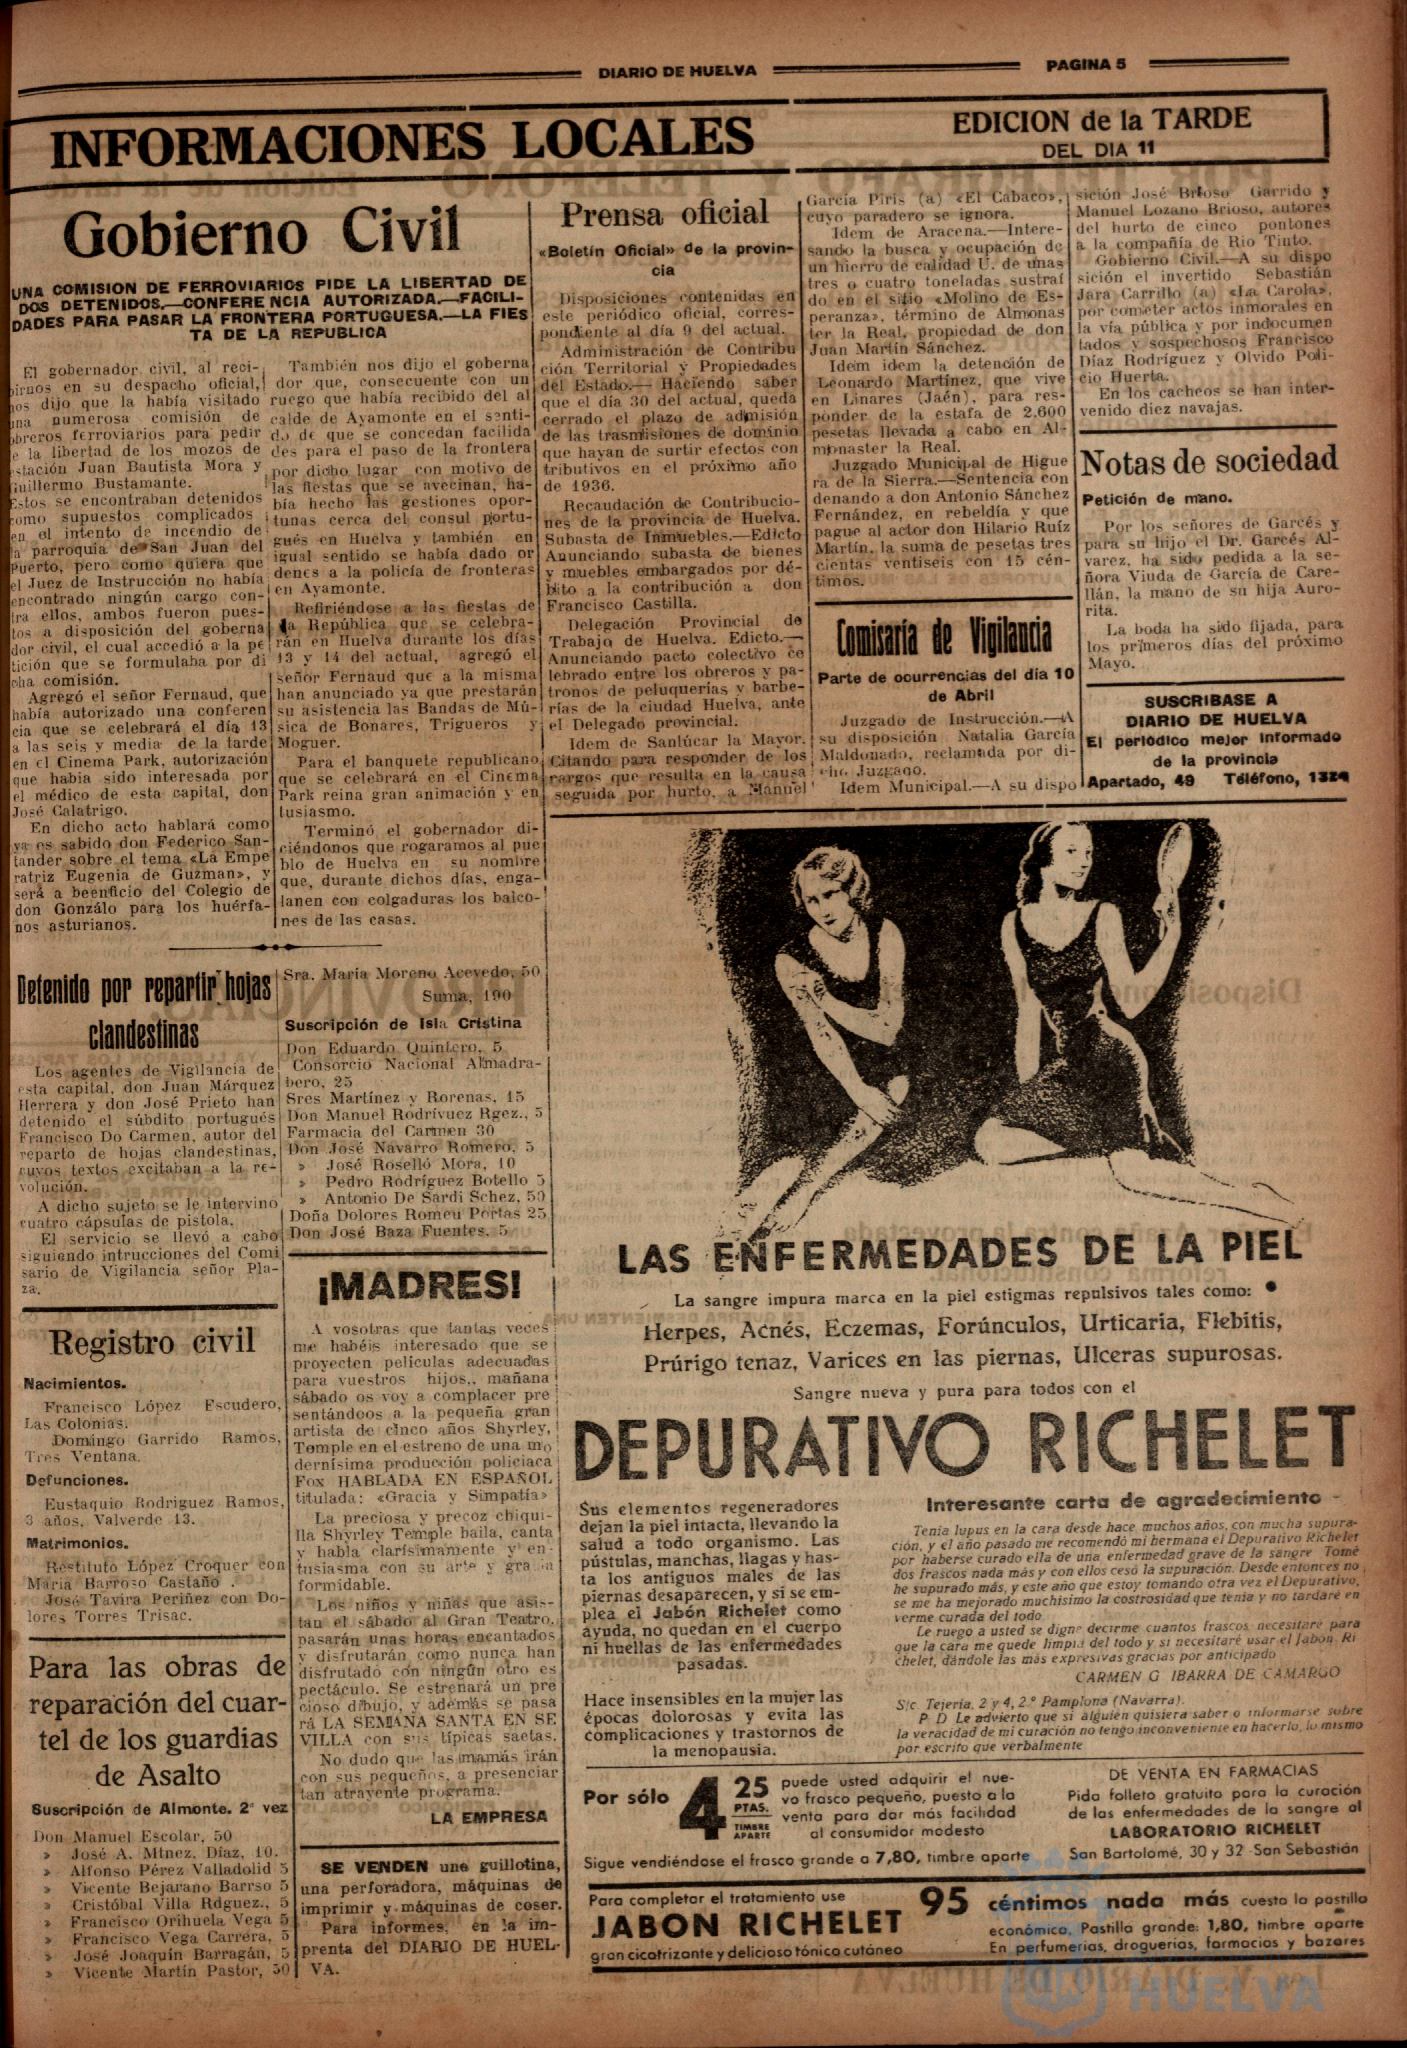 DIARIO DE HUELVA
PAGINA 5
INFORMACIONES LOCALES
EDICION de la TARDE
DEL DIA 11
Gobierno Civil
UNA COMISION DE FERROVIARIOS PIDE LA LIBERTAD DE
DOS DETENIDOS.—CONFERENCIA AUTORIZADA.—FACILI-
DADES PARA PASAR LA FRONTERA PORTUGUESA.—LA FIES
TA DE LA REPUBLICA
El gobernador civil, al reci-
birnos en su despacho oficial,
nos dijo que la había visitado
una numerosa comisión de
obreros ferroviarios para pedir
e la libertad de los mozos de
estación Juan Bautista Mora y
Guillermo Bustamante.
Estos se encontraban detenidos
como supuestos complicados
en el intento de incendio de
la parroquia de San Juan del
Puerto, pero como quiera que
el Juez de Instrucción no había
encontrado ningún cargo con-
tra ellos, ambos fueron pues-
tos a disposición del goberna
dor civil, el cual accedió a la pe
tición que se formulaba por di
cha comisión.
Agregó el señor Fernaud, que
había autorizado una conferen
cia que se celebrará el día 13
a las seis y media de la tarde
en el Cinema Park, autorización
que había sido interesada por
el médico de esta capital, don
José Calatrigo.
En dicho acto hablará como
ya es sabido don Federico San-
tánder sobre el tema «La Empe
ratriz Eugenia de Guzman», y
será a beenficio del Colegio de
don Gonzálo para los huérfa-
nos asturianos.
También nos dijo el goberna
dor que, consecuente con un
ruego que había recibido del al
calde de Ayamonte en el senti-
do de que se concedan facilida
des para el paso de la frontera
por dicho lugar con motivo de
las fiestas que se avecinan, ha-
bía hecho las gestiones opor-
tunas cerca del consul portu-
gués en Huelva y también en
igual sentido se había dado or
denes a la policía de fronteras
en Ayamonte.
Refiriéndose a las fiestas de
la República que se celebra-
rán en Huelva durante los días
13 y 14 del actual, agregó el
señor Fernaud que a la misma
han anunciado ya que prestarán
su asistencia las Bandas de Mú-
sica de Bonares, Trigueros y
Moguer.
Para el banquete republicano
que se celebrará en el Cinema
Park reina gran animación y en
tusiasmo.
Terminó el gobernador di-
ciéndonos que rogaramos al pue
blo de Huelva en su nombre
que, durante dichos días, enga-
lanen con colgaduras los balco-
nes de las casas.
Prensa oficial
«Boletín Oficial» de la provin-
cia
Disposiciones contenidas en
este periódico oficial, corres-
pondiente al día 9 del actual.
Administración de Contribu
ción Territorial y Propiedades
del Estado.— Haciendo saber
que el día 30 del actual, queda
cerrado el plazo de admisión
de las trasmisiones de dominio
que hayan de surtir efectos con
tributivos en el próximo año
de 1936.
Recaudación de Contribucio-
nes de la provincia de Huelva.
Subasta de Inmuebles.—Edicto
Anunciando subasta de bienes
y muebles embargados por dé-
bito a la contribución a don
Francisco Castilla.
Delegación Provincial de
Trabajo de Huelva. Edicto.—
Anunciando pacto colectivo ce
lebrado entre los obreros y pa-
tronos de peluquerías y barbe-
rías de la ciudad Huelva, ante
el Delegado provincial.
Idem de Sanlúcar la Mayor.
Citando para responder de los
cargos que resulta en la causa
seguida por hurto, a Manuel
García Piris (a) «El Cabaco»,
cuyo paradero se ignora.
Idem de Aracena.—Intere-
sando la busca y ocupación de
un hierro de calidad U. de unas
tres o cuatro toneladas sustraí
do en el sitio «Molino de Es-
peranza», término de Almonas
ter la Real, propiedad de don
Juan Martín Sánchez.
Idem idem la detención de
Leonardo Martínez, que vive
en Linares (Jaén), para res-
ponder de la estafa de 2.600
pesetas llevada a cabo en Al-
monaster la Real.
Juzgado Municipal de Higue
ra de la Sierra.—Sentencia con
denando a don Antonio Sánchez
Fernández, en rebeldía y que
pague al actor don Hilario Ruíz
Martín, la suma de pesetas tres
cientas ventiseis con 15 cén-
timos.
Comisaría de Vigilancia
Parte de ocurrencias del día 10
de Abril
Juzgado de Instrucción.—A
su disposición Natalia García
Maldonado, reclamada por di-
cho Juzgago.
Idem Municipal.—A su dispo
sición José Brioso Garrido y
Manuel Lozano Brioso, autores
del hurto de cinco pontones
a la compañía de Rio Tinto.
Gobierno Civil.—A su dispo
sición el invertido Sebastián
Jara Carrillo (a) «La Carola»,
por cometer actos inmorales en
la vía pública y por indocumen
tados y sospechosos Francisco
Díaz Rodríguez y Olvido Poli-
cio Huerta.
En los cacheos se han inter-
venido diez navajas.
Notas de sociedad
Petición de mano.
Por los señores de Garcés y
para su hijo el Dr. Garcés Al-
varez, ha sido pedida a la se-
ñora Viuda de García de Care-
llán, la mano de su hija Auro-
rita.
La boda ha sido fijada, para
los primeros días del próximo
Mayo.
SUSCRIBASE A
DIARIO DE HUELVA
El periódico mejor informado
de la provincia
Apartado, 49 Teléfono, 1324
Detenido por repartir hojas
clandestinas
Los agentes de Vigilancia de
esta capital, don Juan Márquez
Herrera y don José Prieto han
detenido el súbdito portugués
Francisco Do Carmen, autor del
reparto de hojas clandestinas,
cuyos textos excitaban a la re-
volución.
A dicho sujeto se le intervino
cuatro cápsulas de pistola.
El servicio se llevó a cabo
siguiendo intrucciones del Comi
sario de Vigilancia señor Pla-
za.
Registro civil
Nacimientos.
Francisco López Escudero,
Las Colonias.
Domingo Garrido Ramos,
Tres Ventana.
Defunciones.
Eustaquio Rodriguez Ramos,
3 años, Valverde 13.
Matrimonios.
Restituto López Croquer con
María Barroso Castaño .
José Tavira Periñez con Do-
lores Torres Trisac.
Para las obras de
reparación del cuar-
tel de los guardias
de Asalto
Suscripción de Almonte. 2ª vez
Don Manuel Escolar, 50
» José A. Mtnez. Díaz, 10.
» Alfonso Pérez Valladolid 5
» Vicente Bejarano Barrso 5
» Cristóbal Villa Rdguez., 5
» Francisco Orihuela Vega 5
» Francisco Vega Carrera, 5
» José Joaquín Barragán, 5
» Vicente Martín Pastor, 50
Sra. María Moreno Acevedo, 50
Suma, 190
Suscripción de Isla Cristina
Don Eduardo Quintero, 5
Consorcio Nacional Almadra-
bero, 25
Sres Martínez y Rorenas, 15
Don Manuel Rodrívuez Rgez., 5
Farmacia del Carmen 30
Don José Navarro Romero, 5
» José Roselló Mora, 10
» Pedro Rodríguez Botello 5
» Antonio De Sardi Schez, 50
Doña Dolores Romeu Portas 25
Don José Baza Fuentes, 5
¡MADRES!
A vosotras que tantas veces
me habéis interesado que se
proyecten películas adecuadas
para vuestros hijos., mañana
sábado os voy a complacer pre
sentándoos a la pequeña gran
artista de cinco años Shyrley,
Temple en el estreno de una mo
dernísima producción policiaca
Fox HABLADA EN ESPAÑOL
titulada: «Gracia y Simpatía»
La preciosa y precoz chiqui-
lla Shyrley Temple baila, canta
y habla clarísimamente y en-
tusiasma con su arte y gracia
formidable.
Los niños y niñas que asis-
tan el sábado al Gran Teatro,
pasarán unas horas encantados
y disfrutarán como nunca han
disfrutado con ningún otro es
pectáculo. Se estrenará un pre
cioso dibujo, y además se pasa
rá LA SEMANA SANTA EN SE
VILLA con sus típicas saetas.
No dudo que las mamás irán
con sus pequeños, a presenciar
tan atrayente programa.
LA EMPRESA
SE VENDEN una guillotina,
una perforadora, máquinas de
imprimir y máquinas de coser.
Para informes, en la im-
prenta del DIARIO DE HUEL-
VA.
LAS ENFERMEDADES DE LA PIEL
La sangre impura marca en la piel estigmas repulsivos tales como:
Herpes, Acnés, Eczemas, Forúnculos, Urticaria, Flebitis,
Prúrigo tenaz, Varices en las piernas, Ulceras supurosas.
Sangre nueva y pura para todos con el
DEPURATIVO RICHELET
Sus elementos regeneradores
dejan la piel intacta, llevando la
salud a todo organismo. Las
pústulas, manchas, llagas y has-
ta los antiguos males de las
piernas desaparecen, y si se em-
plea el Jabón Richelet como
ayuda, no quedan en el cuerpo
ni huellas de las enfermedades
pasadas.
Hace insensibles en la mujer las
épocas dolorosas y evita las
complicaciones y trastornos de
la menopausia.
Interesante carta de agradecimiento
Tenia lupus en la cara desde hace muchos años, con mucha supura-
ción, y el año pasado me recomendó mi hermana el Depurativo Richelet
por haberse curado ella de una enfermedad grave de la sangre Tomé
dos frascos nada más y con ellos cesó la supuración. Desde entonces no
he supurado más, y este año que estoy tomando otra vez el Depurativo,
se me ha mejorado muchisimo la costrosidad que tenia y no tardaré en
verme curada del todo
Le ruego a usted se digne decirme cuantos frascos necesitaré para
que la cara me quede limpia del todo y si necesitaré usar el Jabón Ri
chelet, dándole las más expresivas gracias por anticipado
CARMEN G IBARRA DE CAMARGO
S/c Tejeria, 2 y 4, 2.º Pamplona (Navarra).
P D Le advierto que si alguien quisiera saber o informarse sobre
la veracidad de mi curación no tengo inconveniente en hacerlo, lo mismo
por escrito que verbalmente
Por sólo 4 25 PTAS. TIMBRE APARTE
puede usted adquirir el nue-
vo frasco pequeño, puesto a la
venta para dar más facilidad
al consumidor modesto
Sigue vendiéndose el frasco grande a 7,80, timbre aparte
DE VENTA EN FARMACIAS
Pida folleto gratuito para la curación
de las enfermedades de la sangre al
LABORATORIO RICHELET
San Bartolomé, 30 y 32 -San Sebastián
Para completar el tratamiento use
JABON RICHELET
gran cicatrizante y delicioso tónico cutáneo
95 céntimos nada más cuesta la pastilla
económica. Pastilla grande: 1,80, timbre aparte
En perfumerias, droguerias, farmacias y bazares
HUELVA